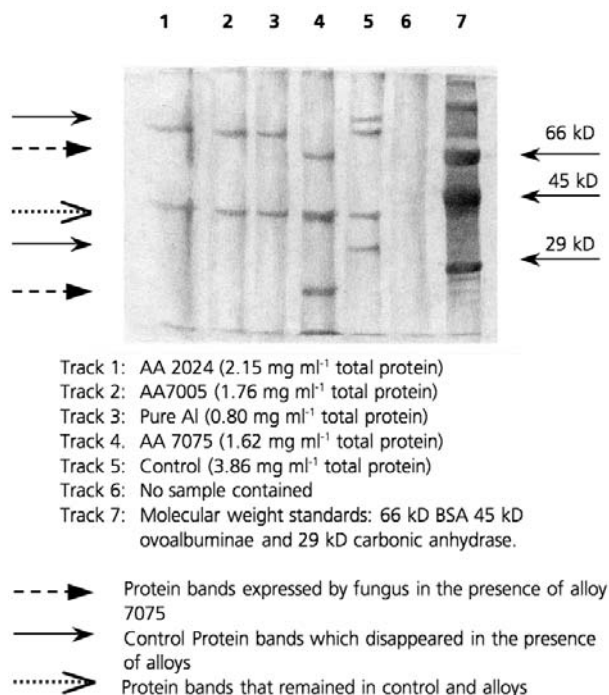 1 2 3 4 5 6 7
66 kD
45 kD
29 kD
Track 1: AA 2024 (2.15 mg ml⁻¹ total protein)
Track 2: AA7005 (1.76 mg ml⁻¹ total protein)
Track 3: Pure Al (0.80 mg ml⁻¹ total protein)
Track 4. AA 7075 (1.62 mg ml⁻¹ total protein)
Track 5: Control (3.86 mg ml⁻¹ total protein)
Track 6: No sample contained
Track 7: Molecular weight standards: 66 kD BSA 45 kD
ovoalbuminae and 29 kD carbonic anhydrase.
Protein bands expressed by fungus in the presence of alloy
7075
Control Protein bands which disappeared in the presence
of alloys
Protein bands that remained in control and alloys